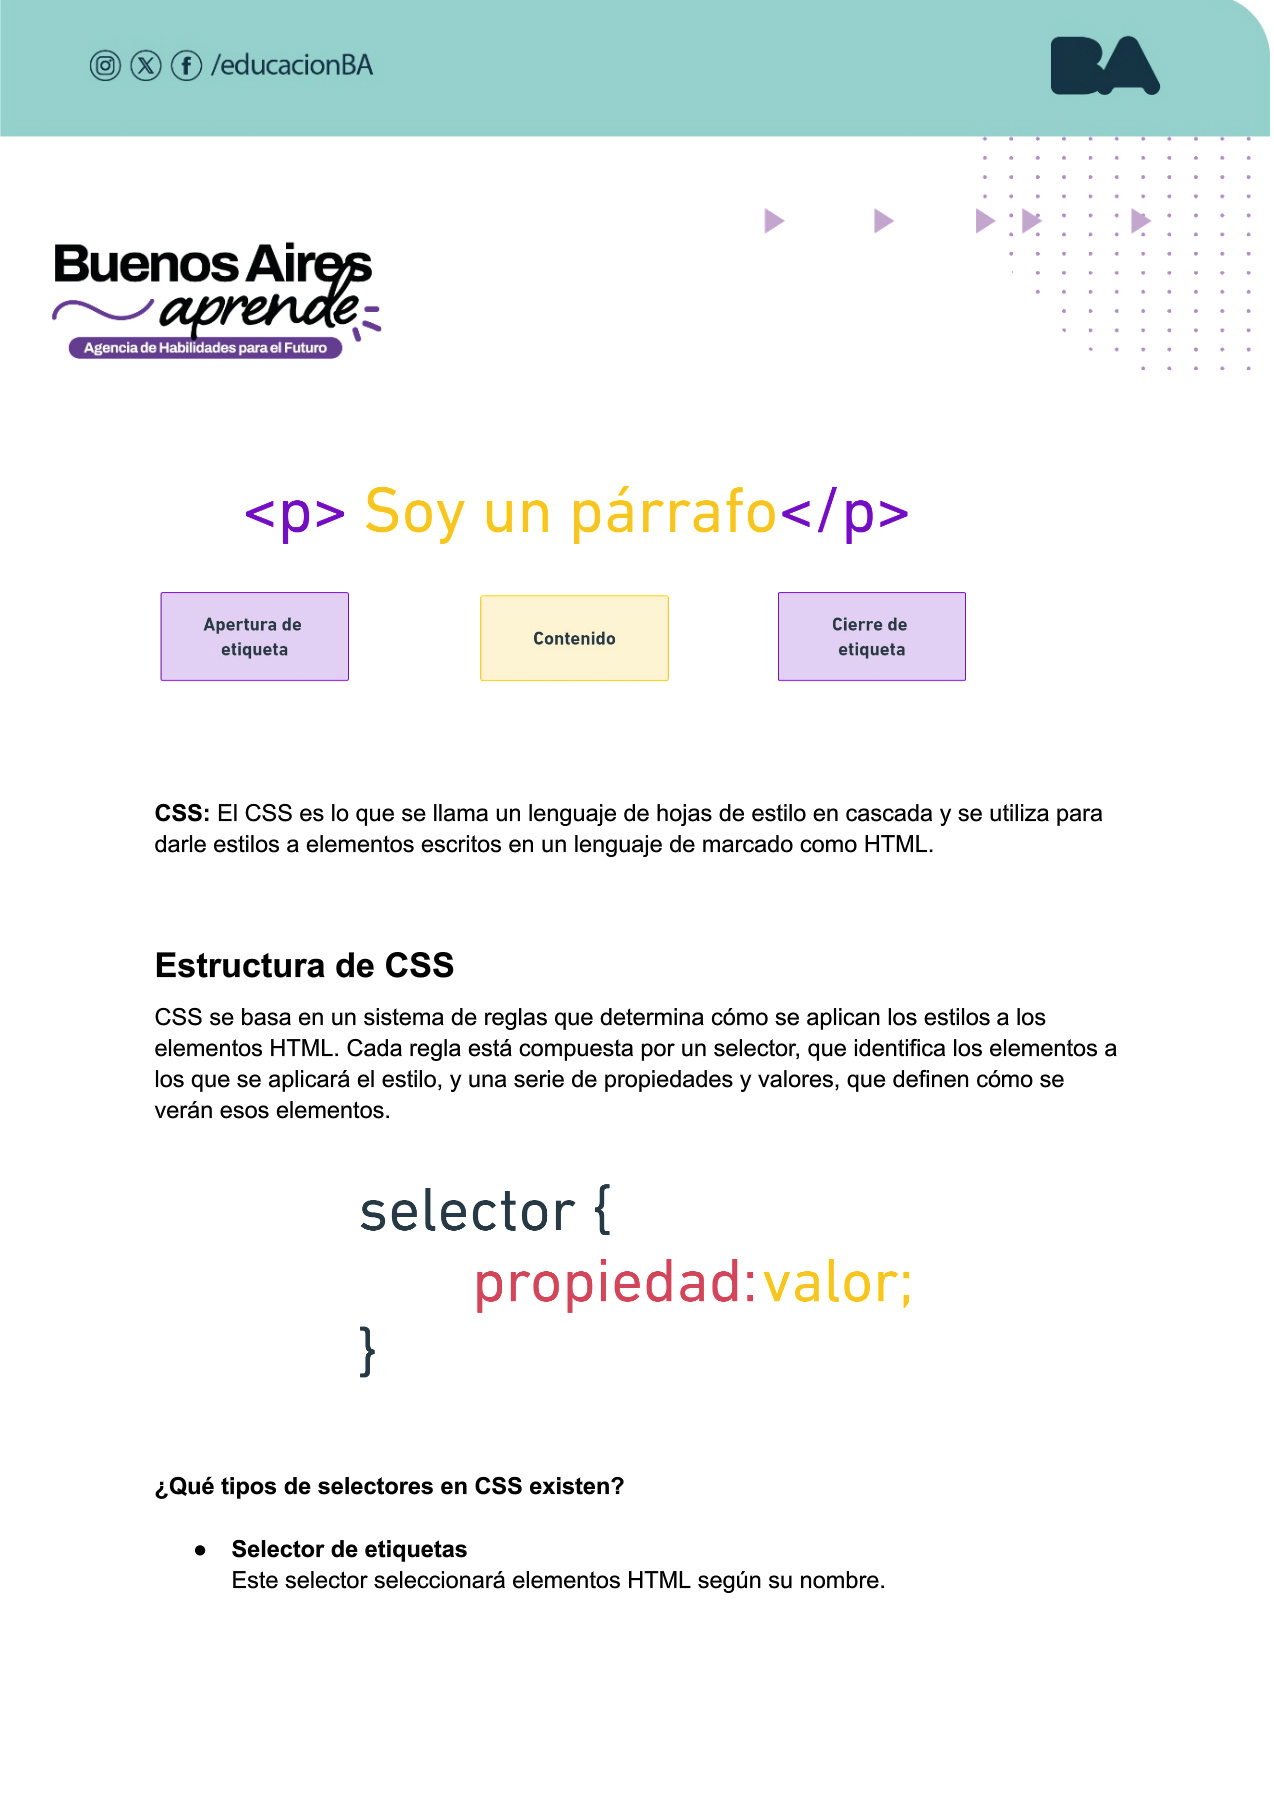 /educacionBA
BA
Buenos Aires
aprende
Agencia de Habilidades para el Futuro
<p> Soy un párrafo</p>
Apertura de
etiqueta
Contenido
Cierre de
etiqueta
CSS: El CSS es lo que se llama un lenguaje de hojas de estilo en cascada y se utiliza para
darle estilos a elementos escritos en un lenguaje de marcado como HTML.
Estructura de CSS
CSS se basa en un sistema de reglas que determina cómo se aplican los estilos a los
elementos HTML. Cada regla está compuesta por un selector, que identifica los elementos a
los que se aplicará el estilo, y una serie de propiedades y valores, que definen cómo se
verán esos elementos.
selector {
propiedad:valor;
}
¿Qué tipos de selectores en CSS existen?
● Selector de etiquetas
Este selector seleccionará elementos HTML según su nombre.